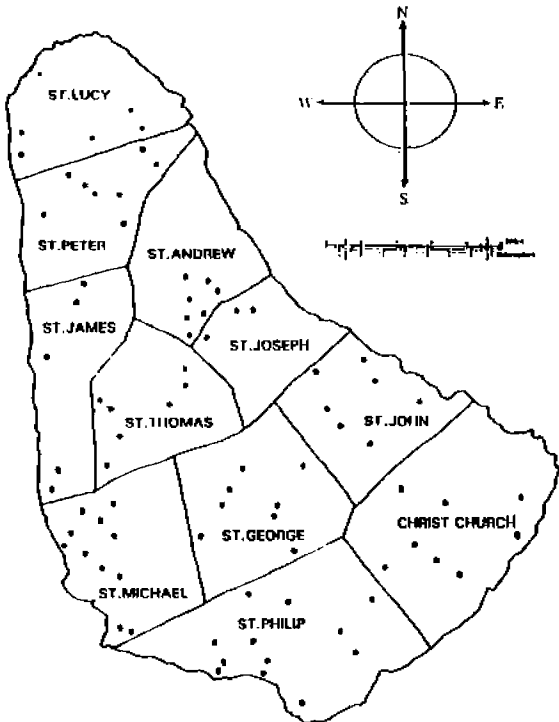 N
ST.LUCY
W
E
S
ST.PETER
ST.ANDREW
ST.JAMES
ST.JOSEPH
ST.THOMAS
ST.JOHN
CHRIST CHURCH
ST.GEORGE
ST.MICHAEL
ST.PHILIP